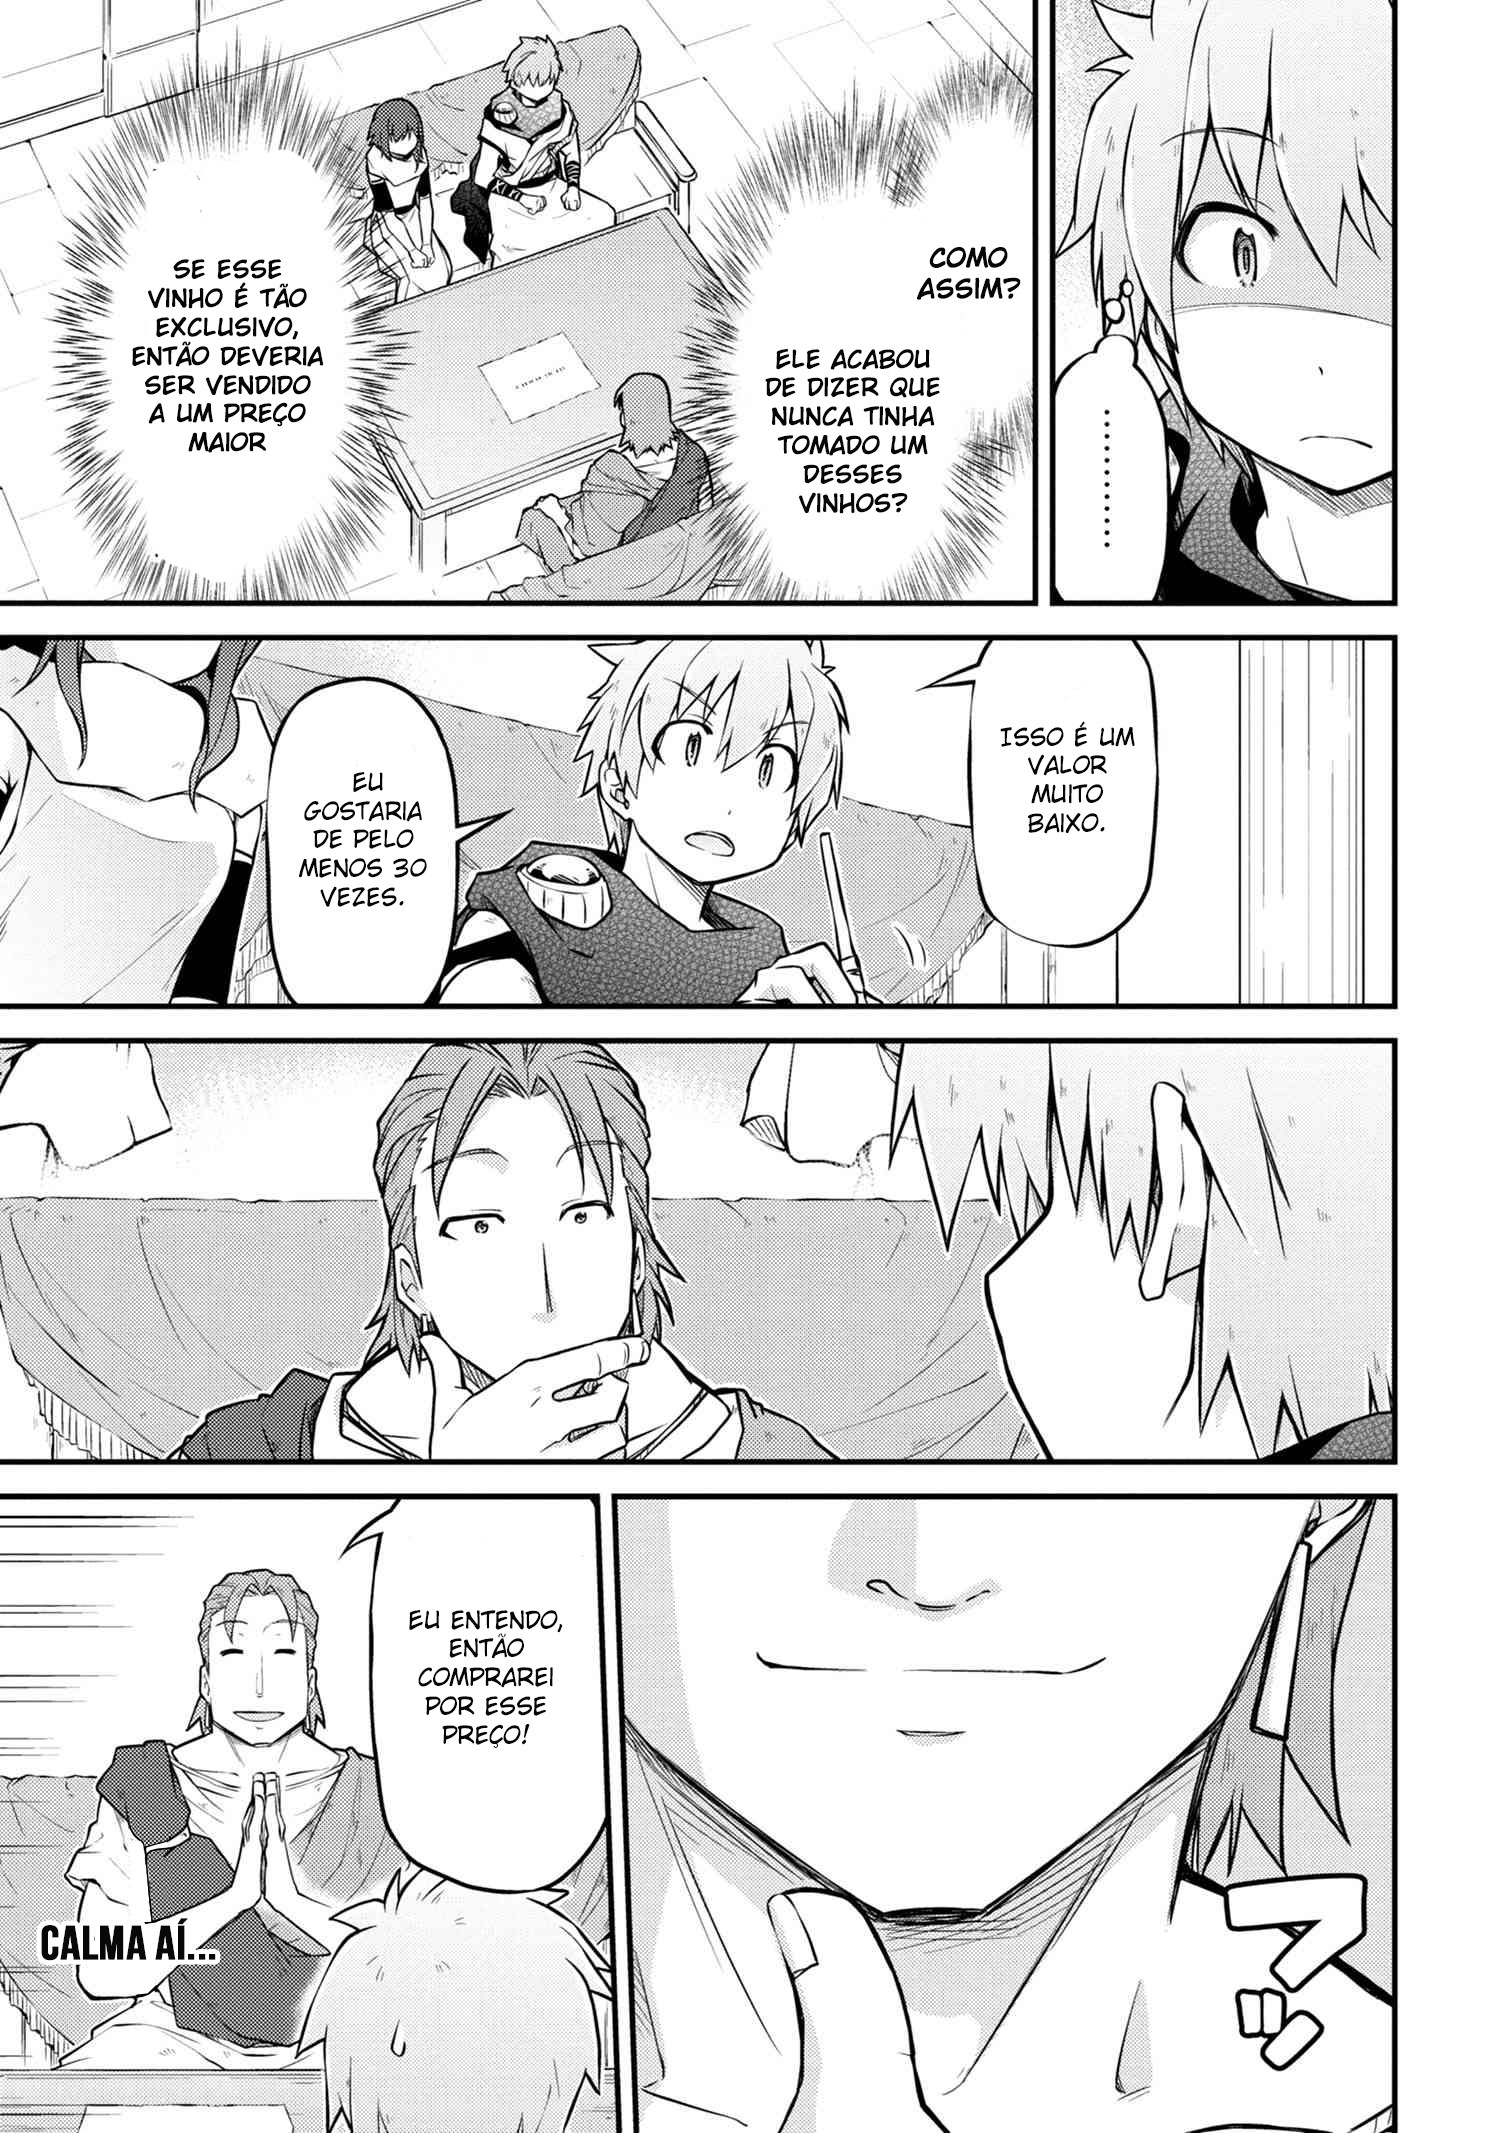 .........
COMO
ASSIM?
ELE ACABOU
DE DIZER QUE
NUNCA TINHA
TOMADO UM
DESSES
VINHOS?
SE ESSE
VINHO É TÃO
EXCLUSIVO,
ENTÃO DEVERIA
SER VENDIDO
A UM PREÇO
MAIOR
ISSO É UM
VALOR
MUITO
BAIXO.
EU
GOSTARIA
DE PELO
MENOS 30
VEZES.
フッ
EU ENTENDO,
ENTÃO
COMPRAREI
POR ESSE
PREÇO!
CALMA AÍ...